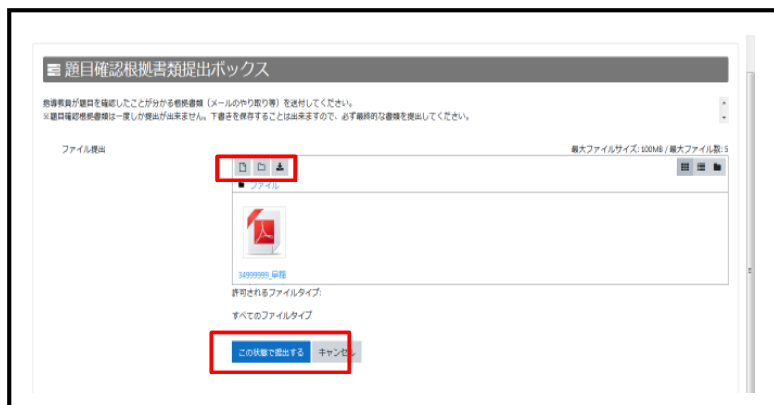 題目確認根拠書類提出ボックス
指導教員が題目を確認したことが分かる根拠書類（メールのやり取り等）を送付してください。
※題目確認根拠書類は一度しか提出が出来ません。下書きを保存することは出来ますので、必ず最終的な書類を提出してください。
ファイル提出
最大ファイルサイズ: 100MB / 最大ファイル数: 5
ファイル
34999999_早稲
許可されるファイルタイプ:
すべてのファイルタイプ
この状態で提出する キャンセル